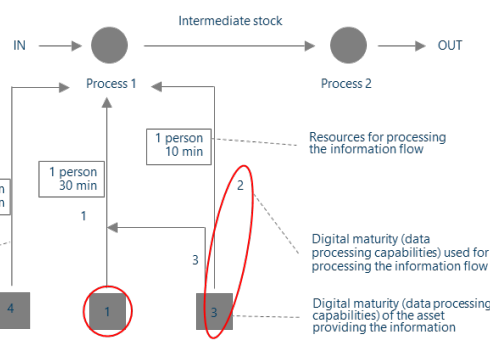 Intermediate stock
IN
OUT
Process 1
Process 2
1 person
10 min
Resources for processing
the information flow
1 person
30 min
2
1
3
Digital maturity (data
processing capabilities) used for
processing the information flow
4
1
3
Digital maturity (data processing
capabilities) of the asset
providing the information